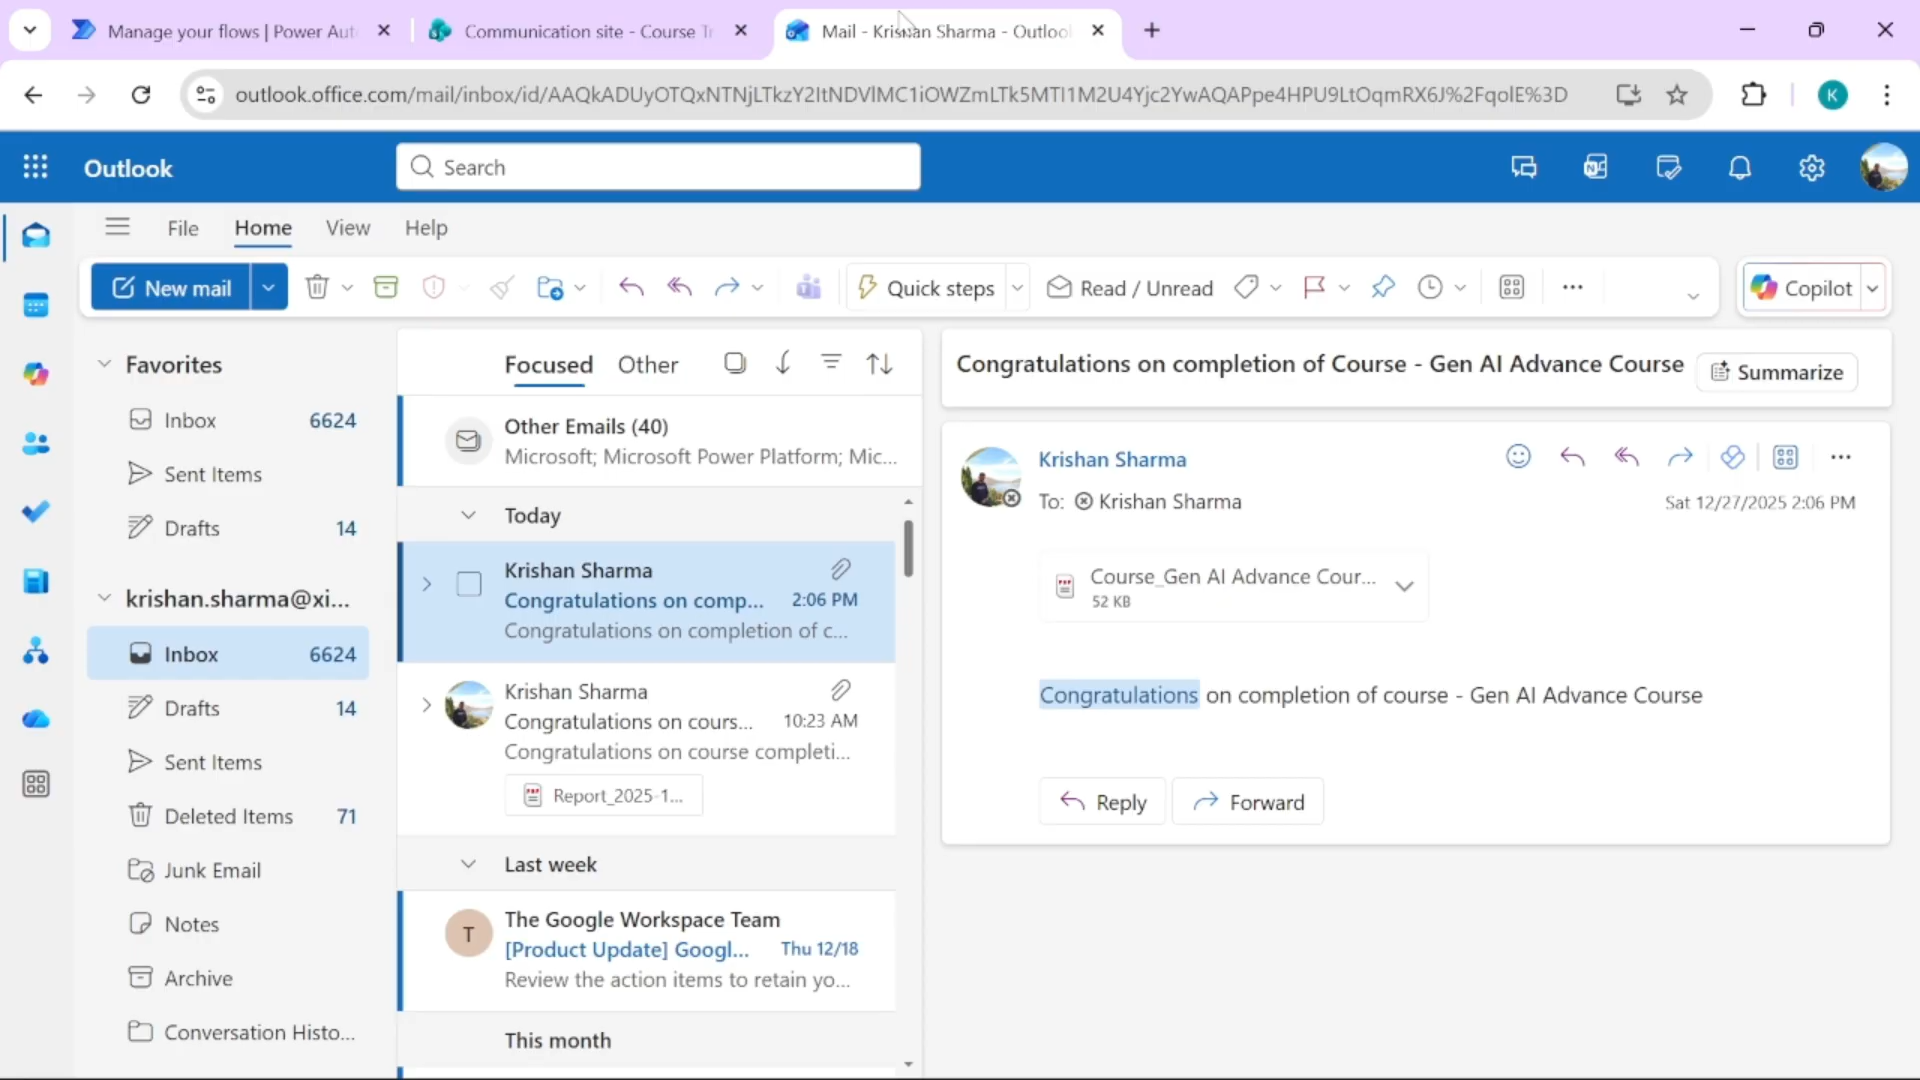 Manage your flows | Power Aut
Communication site - Course Tr
Mail - Krishan Sharma - Outlool
outlook.office.com/mail/inbox/id/AAQkADUyOTQxNTNjLTkzY2ItNDVlMC1iOWZmLTk5MTI1M2U4Yjc2YwAQAPpe4HPU9LtOqmRX6J%2FqolE%3D
K
Outlook
Search
File Home View Help
New mail
Quick steps
Read / Unread
Copilot
Favorites
Inbox 6624
Sent Items
Drafts 14
krishan.sharma@xi...
Inbox 6624
Drafts 14
Sent Items
Deleted Items 71
Junk Email
Notes
Archive
Conversation Histo...
Focused Other
Other Emails (40)
Microsoft; Microsoft Power Platform; Mic...
Today
Krishan Sharma
Congratulations on comp... 2:06 PM
Congratulations on completion of c...
Krishan Sharma
Congratulations on cours... 10:23 AM
Congratulations on course completi...
Report_2025-1...
Last week
T
The Google Workspace Team
[Product Update] Googl... Thu 12/18
Review the action items to retain yo...
This month
Congratulations on completion of Course - Gen AI Advance Course
Summarize
Krishan Sharma
To: Krishan Sharma
Sat 12/27/2025 2:06 PM
Course_Gen AI Advance Cour...
52 KB
Congratulations on completion of course - Gen AI Advance Course
Reply
Forward